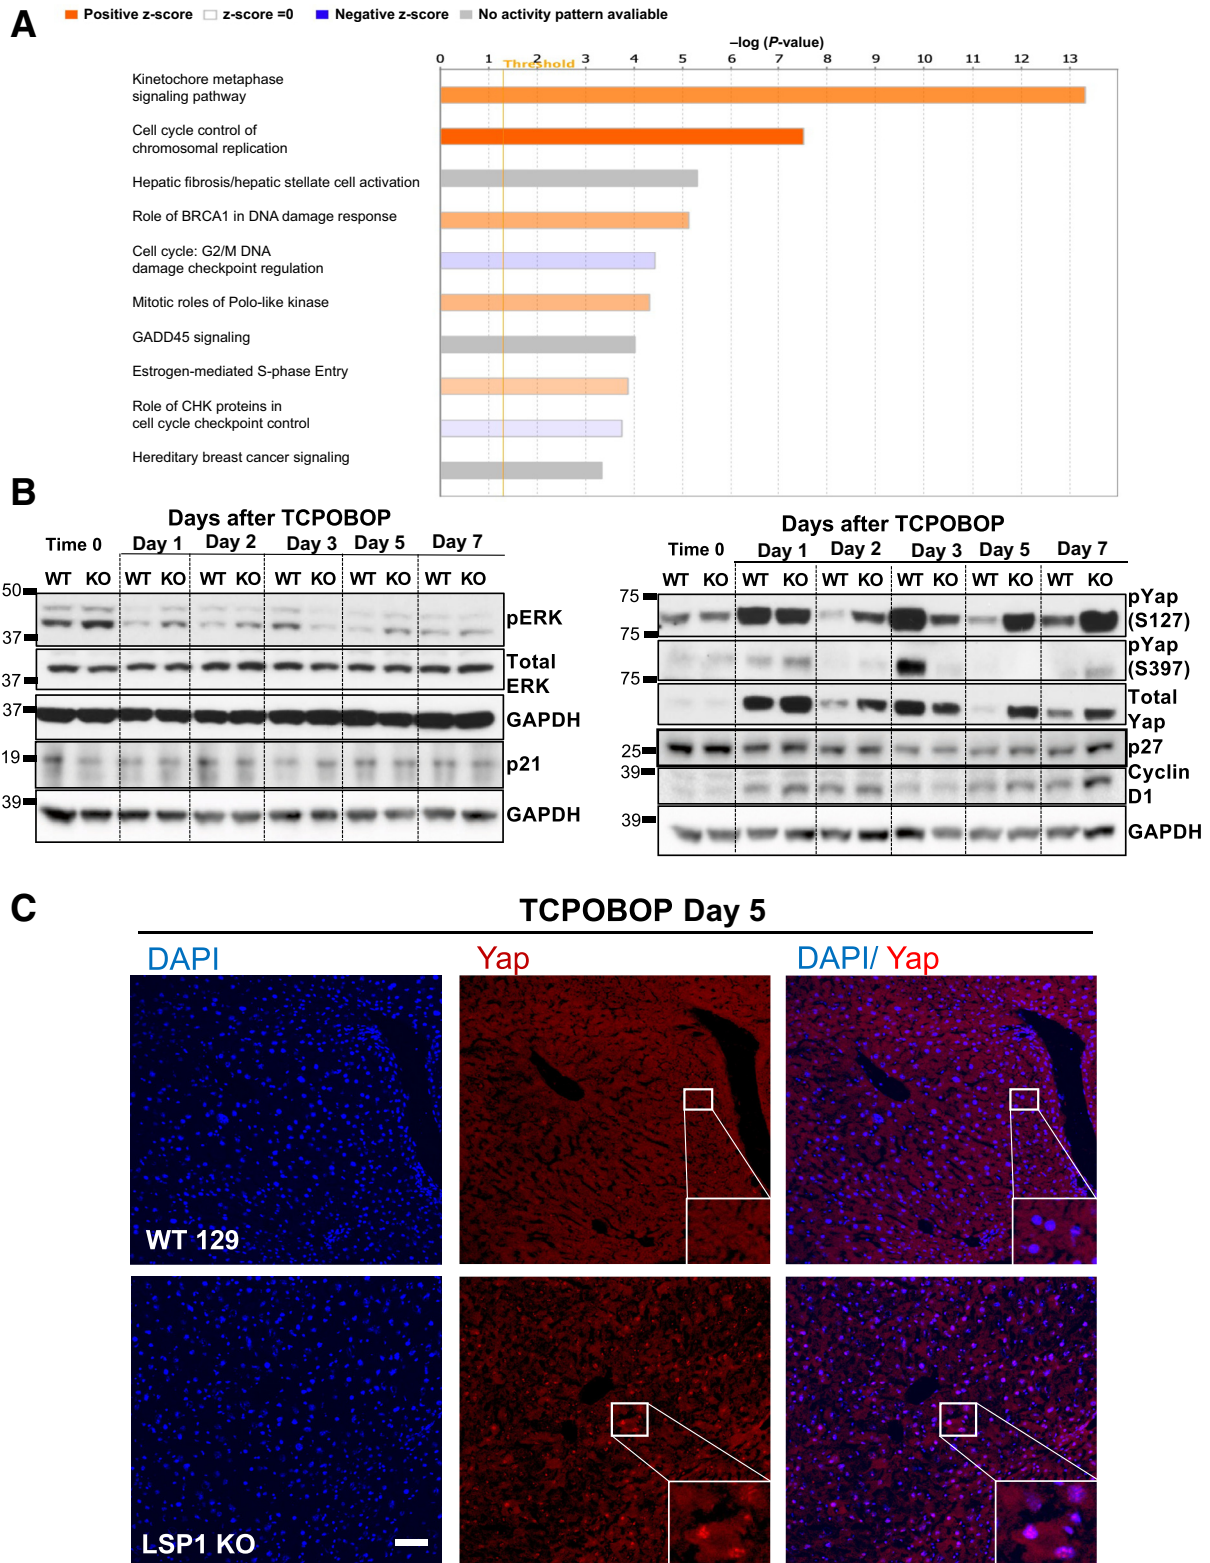 A
Positive z-score z-score =0 Negative z-score No activity pattern avaliable
–log (P-value)
0 1 2 3 4 5 6 7 8 9 10 11 12 13
Threshold
Kinetochore metaphase
signaling pathway
Cell cycle control of
chromosomal replication
Hepatic fibrosis/hepatic stellate cell activation
Role of BRCA1 in DNA damage response
Cell cycle: G2/M DNA
damage checkpoint regulation
Mitotic roles of Polo-like kinase
GADD45 signaling
Estrogen-mediated S-phase Entry
Role of CHK proteins in
cell cycle checkpoint control
Hereditary breast cancer signaling
B
Days after TCPOBOP
Time 0 Day 1 Day 2 Day 3 Day 5 Day 7
WT KO WT KO WT KO WT KO WT KO WT KO
50
pERK
37
Total
ERK
37
37
GAPDH
19
p21
39
GAPDH
Days after TCPOBOP
Time 0 Day 1 Day 2 Day 3 Day 5 Day 7
WT KO WT KO WT KO WT KO WT KO WT KO
75
pYap
(S127)
75
pYap
(S397)
75
Total
Yap
25
p27
39
Cyclin
D1
39
GAPDH
C
TCPOBOP Day 5
DAPI Yap DAPI/ Yap
WT 129
LSP1 KO